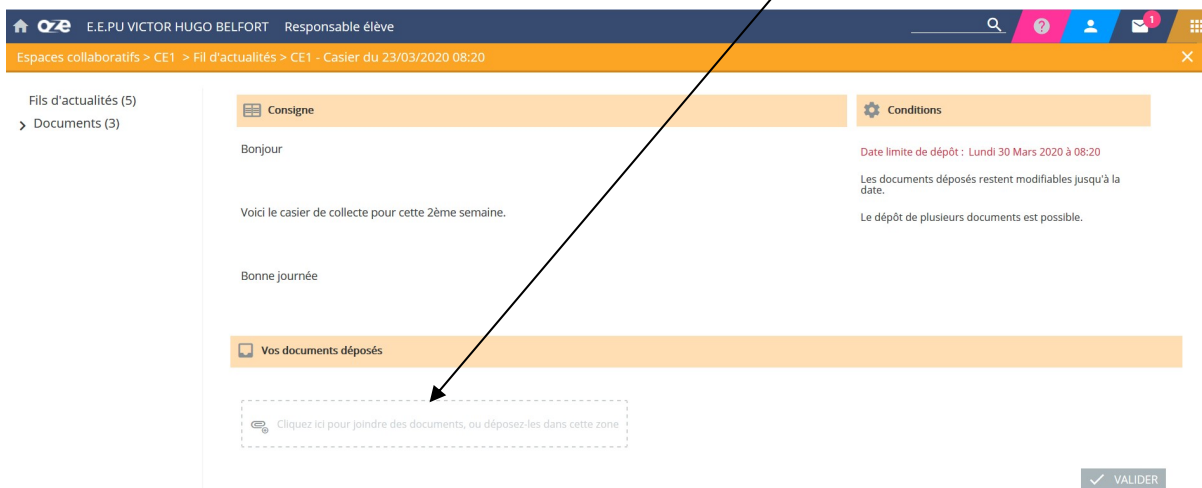 OZE E.E.PU VICTOR HUGO BELFORT Responsable élève ? 1
Espaces collaboratifs > CE1 > Fil d'actualités > CE1 - Casier du 23/03/2020 08:20
Fils d'actualités (5)
Documents (3)
Consigne
Bonjour
Voici le casier de collecte pour cette 2ème semaine.
Bonne journée
Conditions
Date limite de dépôt : Lundi 30 Mars 2020 à 08:20
Les documents déposés restent modifiables jusqu'à la
date.
Le dépôt de plusieurs documents est possible.
Vos documents déposés
Cliquez ici pour joindre des documents, ou déposez-les dans cette zone
VALIDER